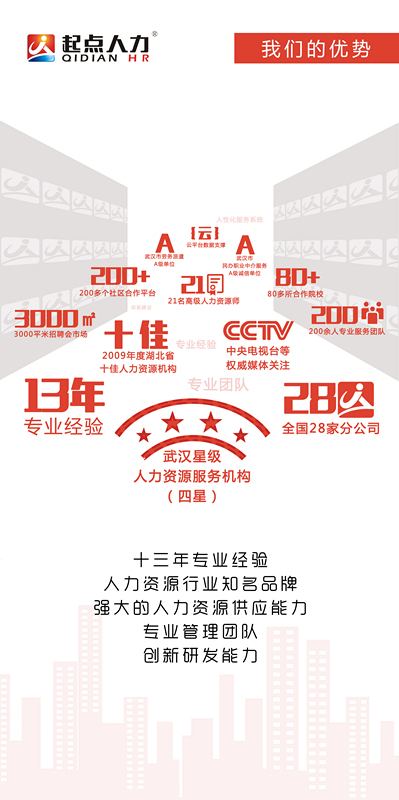 起点人力®
QIDIAN HR
我们的优势
人性化服务系统
{云}
云平台数据支撑
A
武汉市劳务派遣
A级单位
A
武汉市
民办职业中介服务
A级诚信单位
200+
200多个社区合作平台
21
21名高级人力资源师
80+
80多所合作院校
3000㎡
3000平米招聘会市场
十佳
2009年度湖北省
十佳人力资源机构
专业经验
CCTV
中央电视台等
权威媒体关注
200
200余人专业服务团队
专业团队
13年
专业经验
28
全国28家分公司
武汉星级
人力资源服务机构
(四星)
十三年专业经验
人力资源行业知名品牌
强大的人力资源供应能力
专业管理团队
创新研发能力